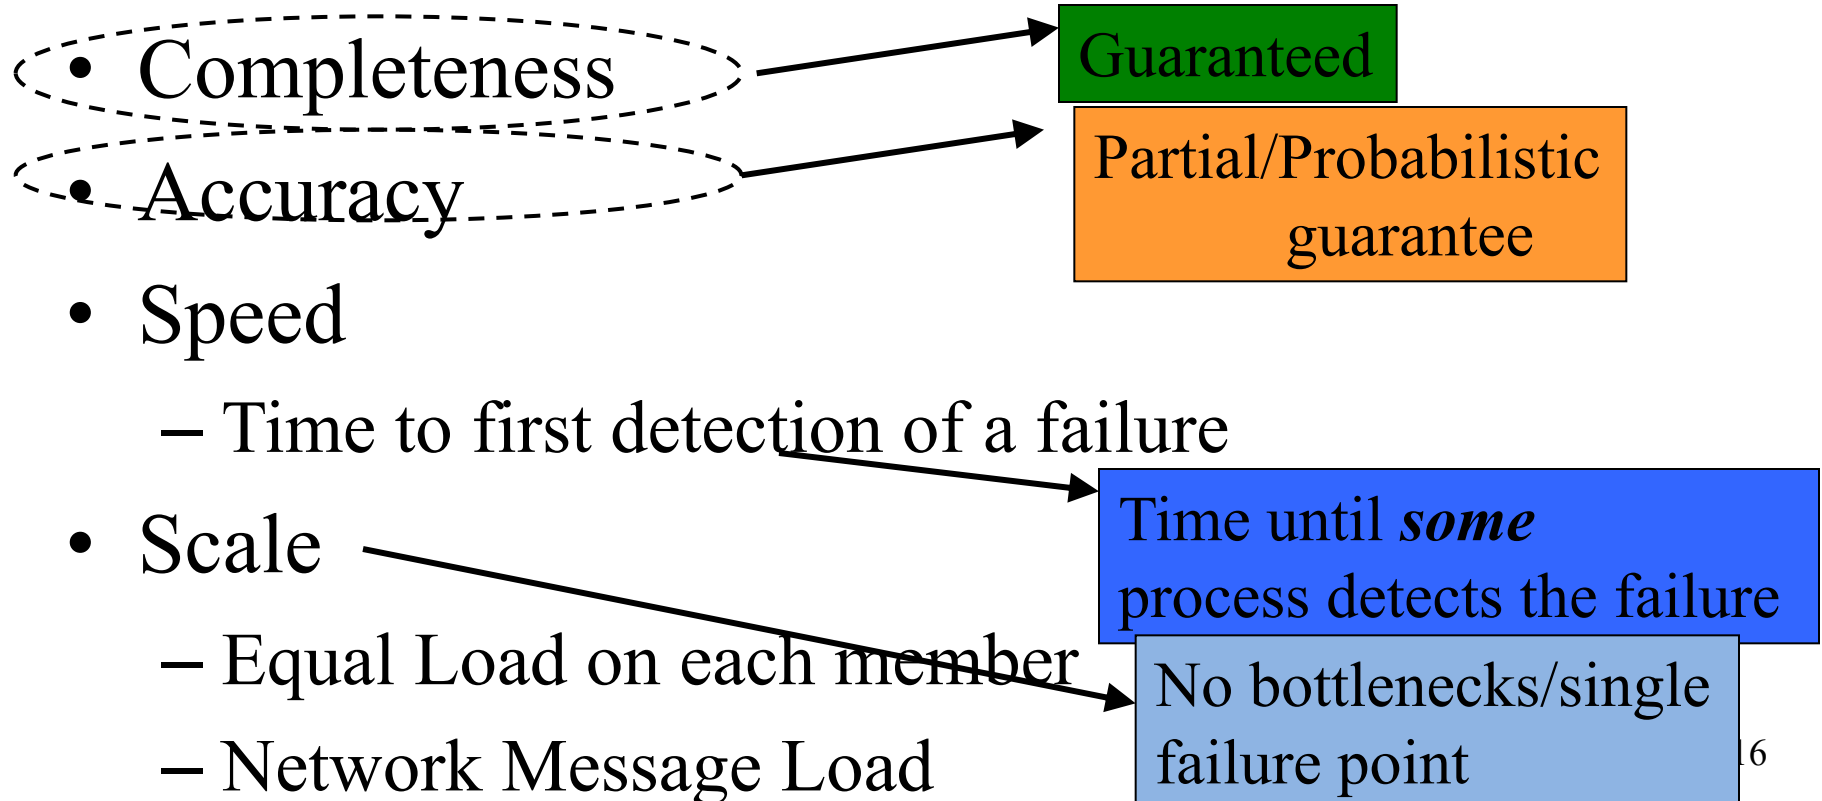 • Completeness
Guaranteed
• Accuracy
Partial/Probabilistic
guarantee
• Speed
– Time to first detection of a failure
Time until some
process detects the failure
• Scale
– Equal Load on each member
No bottlenecks/single
failure point
– Network Message Load
16